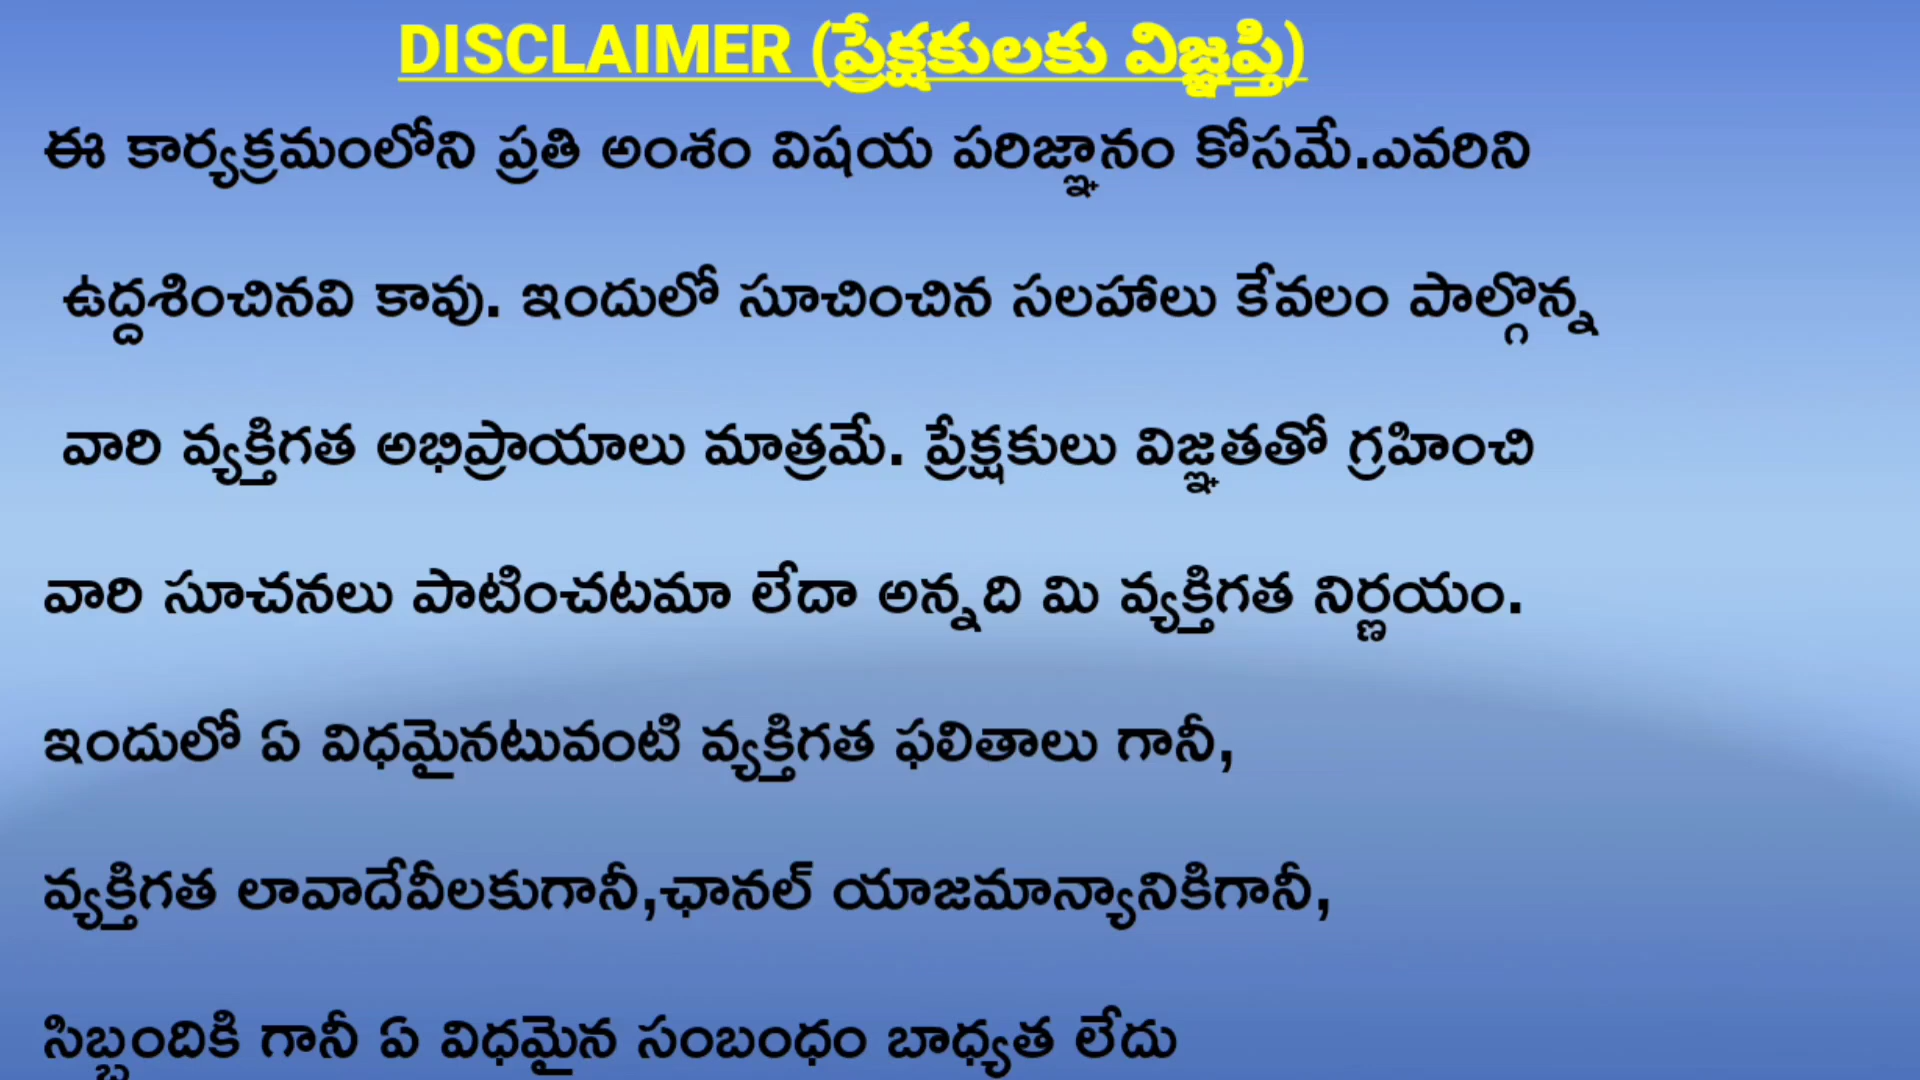 DISCLAIMER (ప్రేక్షకులకు విజ్ఞప్తి)
ఈ కార్యక్రమంలోని ప్రతి అంశం విషయ పరిజ్ఞానం కోసమే.ఎవరిని
ఉద్దశించినవి కావు. ఇందులో సూచించిన సలహాలు కేవలం పాల్గొన్న
వారి వ్యక్తిగత అభిప్రాయాలు మాత్రమే. ప్రేక్షకులు విజ్ఞతతో గ్రహించి
వారి సూచనలు పాటించటమా లేదా అన్నది మి వ్యక్తిగత నిర్ణయం.
ఇందులో ఏ విధమైనటువంటి వ్యక్తిగత ఫలితాలు గానీ,
వ్యక్తిగత లావాదేవీలకుగానీ,ఛానల్ యాజమాన్యానికిగానీ,
సిబ్బందికి గానీ ఏ విధమైన సంబంధం బాధ్యత లేదు